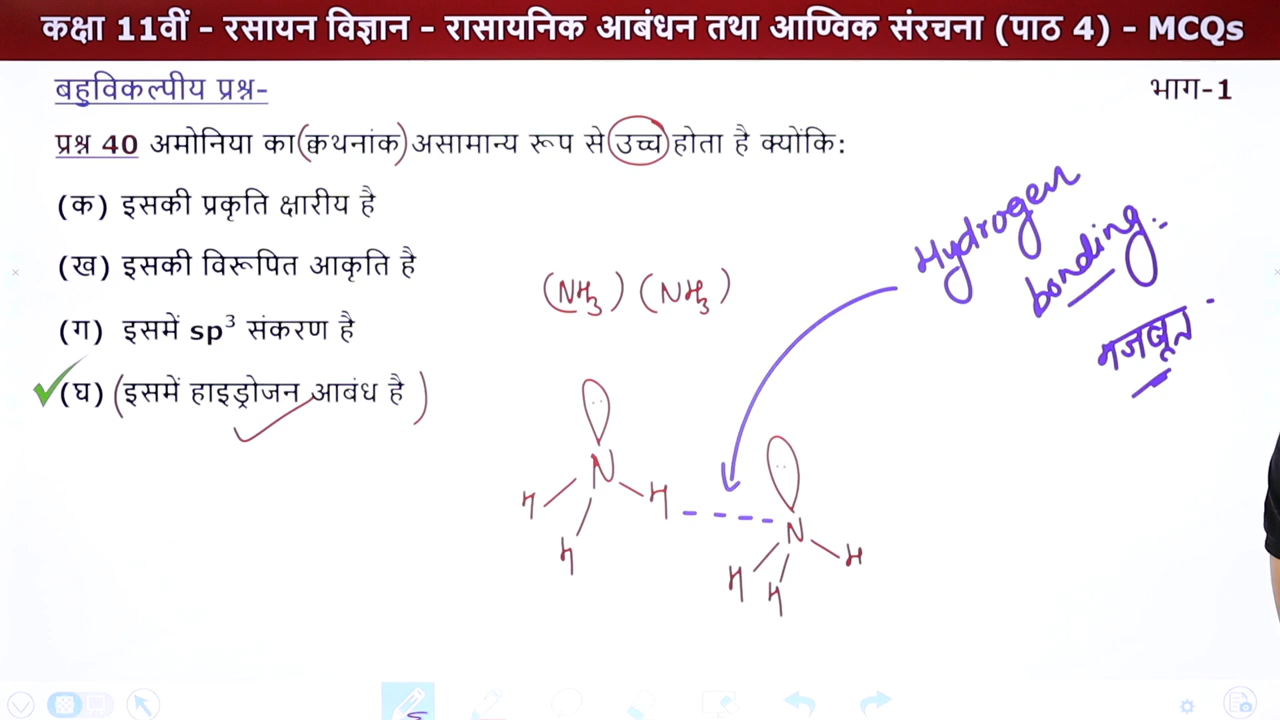 कक्षा 11वीं - रसायन विज्ञान - रासायनिक आबंधन तथा आण्विक संरचना (पाठ 4) - MCQs
बहुविकल्पीय प्रश्न-
भाग-1
प्रश्न 40 अमोनिया का (क्वथनांक) असामान्य रूप से उच्च होता है क्योंकि:
(क) इसकी प्रकृति क्षारीय है
(ख) इसकी विरूपित आकृति है
(ग) इसमें sp³ संकरण है
(घ) (इसमें हाइड्रोजन आबंध है)
(NH₃) (NH₃)
Hydrogen
bonding:
मजबूत
N
H H
H
N
H H H